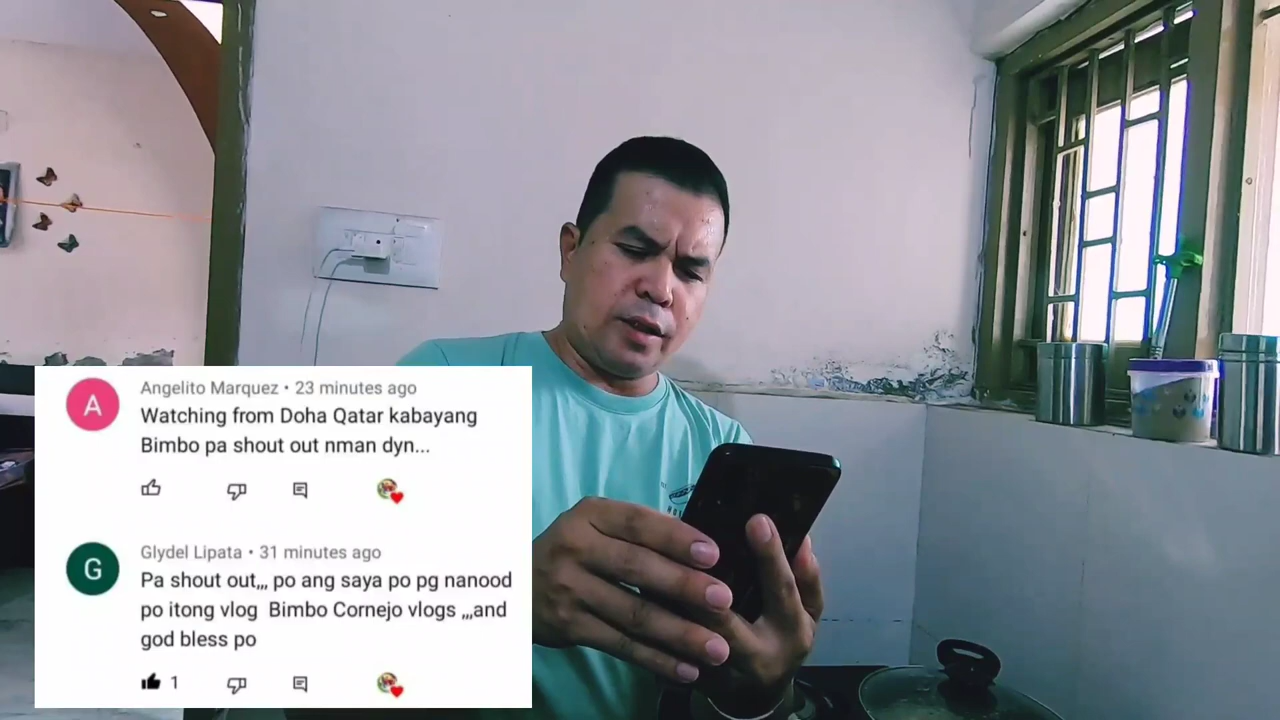 A
Angelito Marquez • 23 minutes ago
Watching from Doha Qatar kabayang
Bimbo pa shout out nman dyn...
G
Glydel Lipata • 31 minutes ago
Pa shout out,,, po ang saya po pg nanood
po itong vlog Bimbo Cornejo vlogs ,,,and
god bless po
1